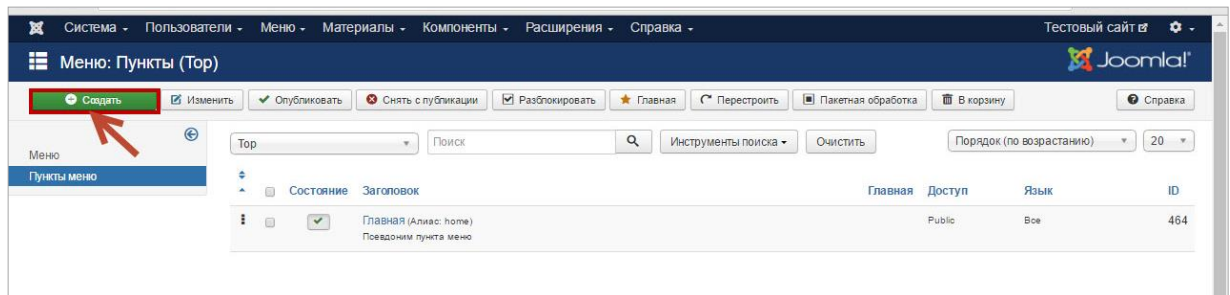 Система Пользователи Меню Материалы Компоненты Расширения Справка Тестовый сайт
Меню: Пункты (Top) Joomla!
Создать Изменить Опубликовать Снять с публикации Разблокировать Главная Перестроить Пакетная обработка В корзину Справка
Top Поиск Инструменты поиска Очистить Порядок (по возрастанию) 20
Меню
Пункты меню
Состояние Заголовок Главная Доступ Язык ID
Главная (Алиас: home) Public Все 464
Псевдоним пункта меню